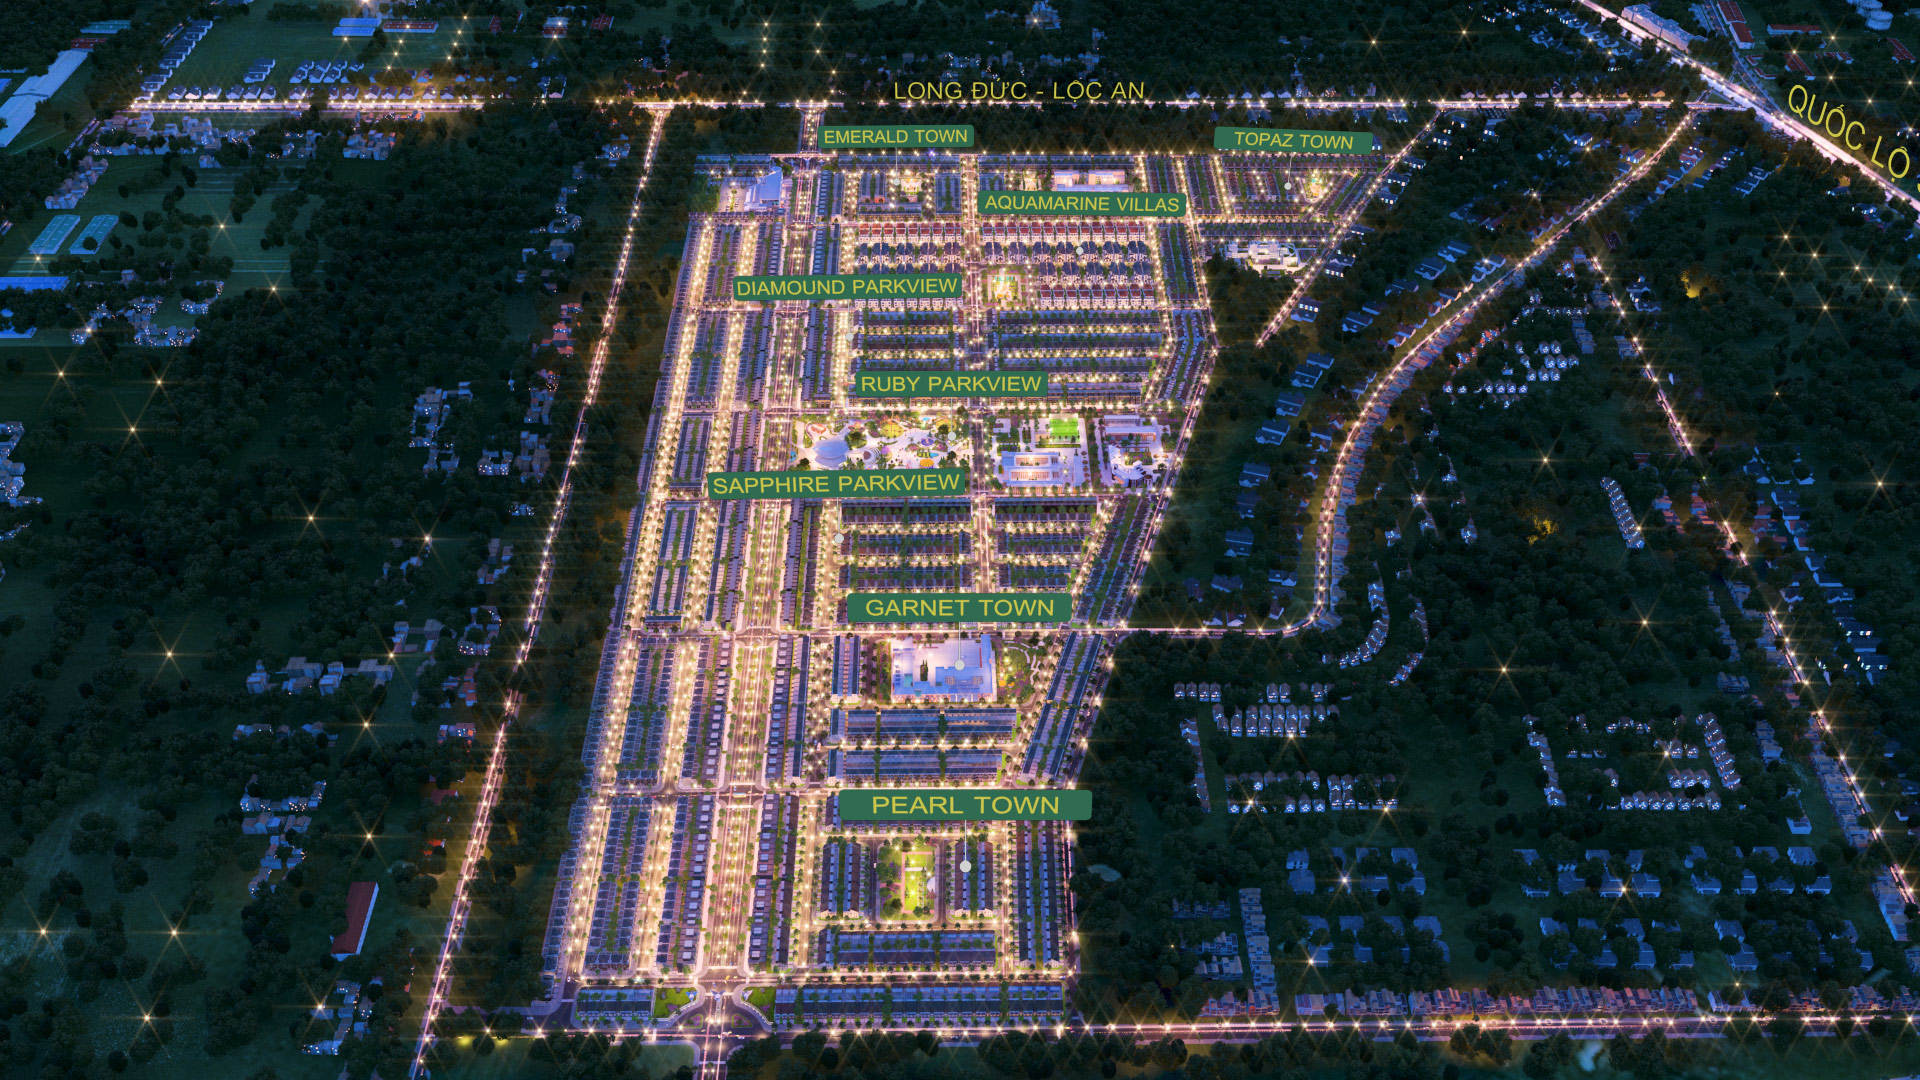 LONG ĐỨC - LỘC AN
QUỐC LỘ
EMERALD TOWN
TOPAZ TOWN
AQUAMARINE VILLAS
DIAMOUND PARKVIEW
RUBY PARKVIEW
SAPPHIRE PARKVIEW
GARNET TOWN
PEARL TOWN